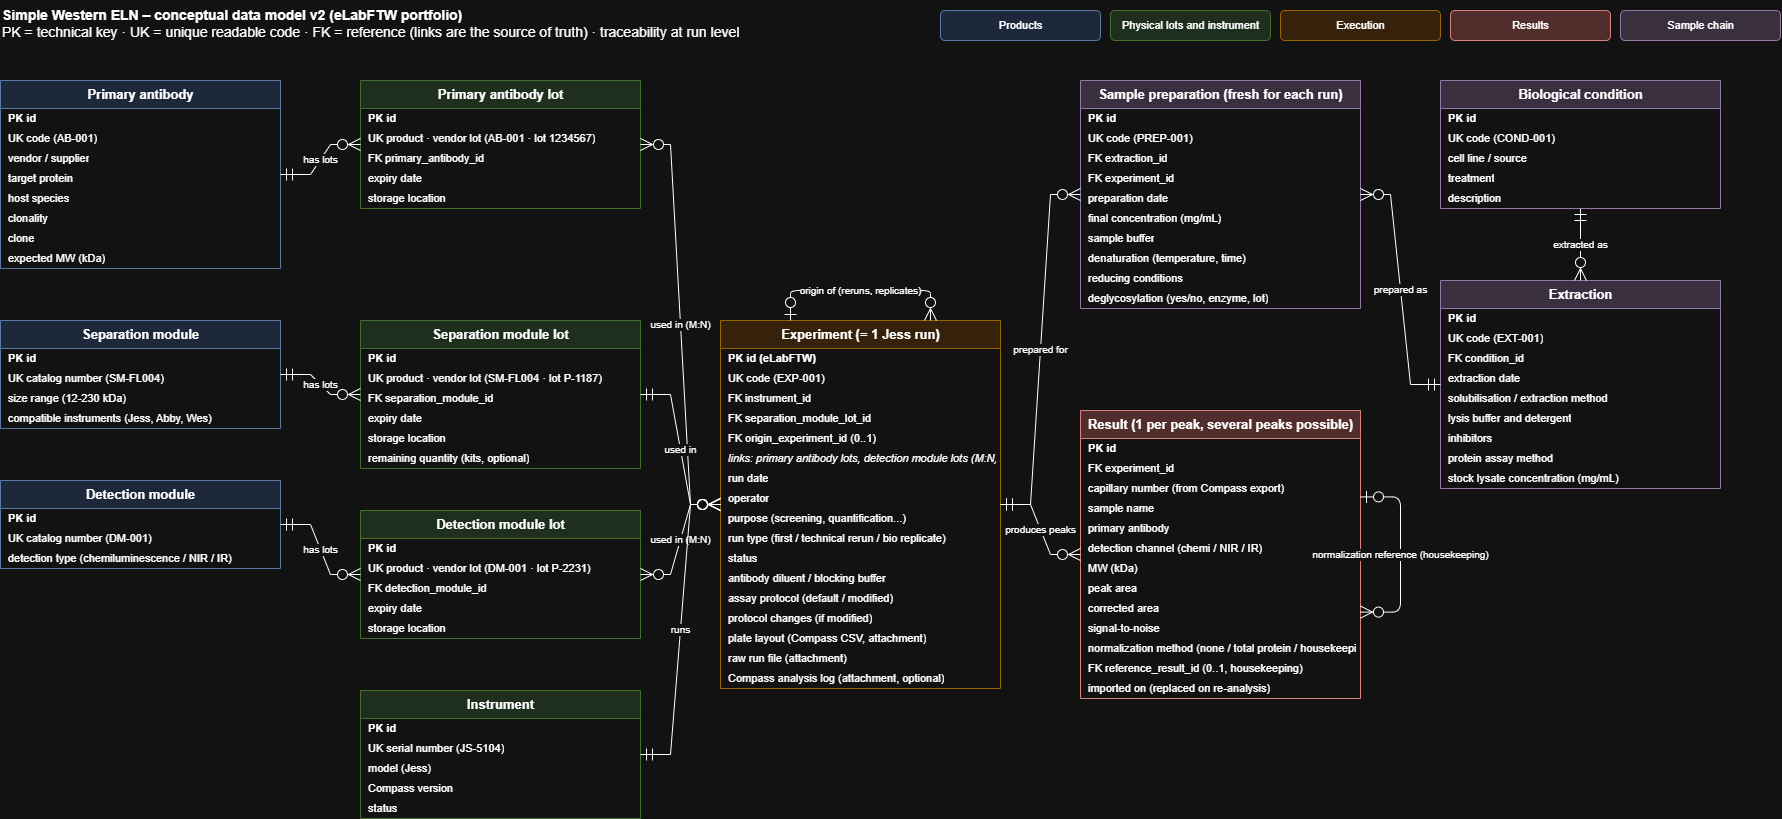 Simple Western ELN – conceptual data model v2 (eLabFTW portfolio)
PK = technical key · UK = unique readable code · FK = reference (links are the source of truth) · traceability at run level
Products
Physical lots and instrument
Execution
Results
Sample chain
Primary antibody
PK id
UK code (AB-001)
vendor / supplier
target protein
host species
clonality
clone
expected MW (kDa)
has lots
Primary antibody lot
PK id
UK product · vendor lot (AB-001 · lot 1234567)
FK primary_antibody_id
expiry date
storage location
used in (M:N)
Separation module
PK id
UK catalog number (SM-FL004)
size range (12-230 kDa)
compatible instruments (Jess, Abby, Wes)
has lots
Separation module lot
PK id
UK product · vendor lot (SM-FL004 · lot P-1187)
FK separation_module_id
expiry date
storage location
remaining quantity (kits, optional)
used in
Detection module
PK id
UK catalog number (DM-001)
detection type (chemiluminescence / NIR / IR)
has lots
Detection module lot
PK id
UK product · vendor lot (DM-001 · lot P-2231)
FK detection_module_id
expiry date
storage location
used in (M:N)
Instrument
PK id
UK serial number (JS-5104)
model (Jess)
Compass version
status
runs
origin of (reruns, replicates)
Experiment (= 1 Jess run)
PK id (eLabFTW)
UK code (EXP-001)
FK instrument_id
FK separation_module_lot_id
FK origin_experiment_id (0..1)
links: primary antibody lots, detection module lots (M:N,
run date
operator
purpose (screening, quantification...)
run type (first / technical rerun / bio replicate)
status
antibody diluent / blocking buffer
assay protocol (default / modified)
protocol changes (if modified)
plate layout (Compass CSV, attachment)
raw run file (attachment)
Compass analysis log (attachment, optional)
prepared for
produces peaks
Sample preparation (fresh for each run)
PK id
UK code (PREP-001)
FK extraction_id
FK experiment_id
preparation date
final concentration (mg/mL)
sample buffer
denaturation (temperature, time)
reducing conditions
deglycosylation (yes/no, enzyme, lot)
prepared as
Result (1 per peak, several peaks possible)
PK id
FK experiment_id
capillary number (from Compass export)
sample name
primary antibody
detection channel (chemi / NIR / IR)
MW (kDa)
peak area
corrected area
signal-to-noise
normalization method (none / total protein / housekeepi
FK reference_result_id (0..1, housekeeping)
imported on (replaced on re-analysis)
normalization reference (housekeeping)
Biological condition
PK id
UK code (COND-001)
cell line / source
treatment
description
extracted as
Extraction
PK id
UK code (EXT-001)
FK condition_id
extraction date
solubilisation / extraction method
lysis buffer and detergent
inhibitors
protein assay method
stock lysate concentration (mg/mL)